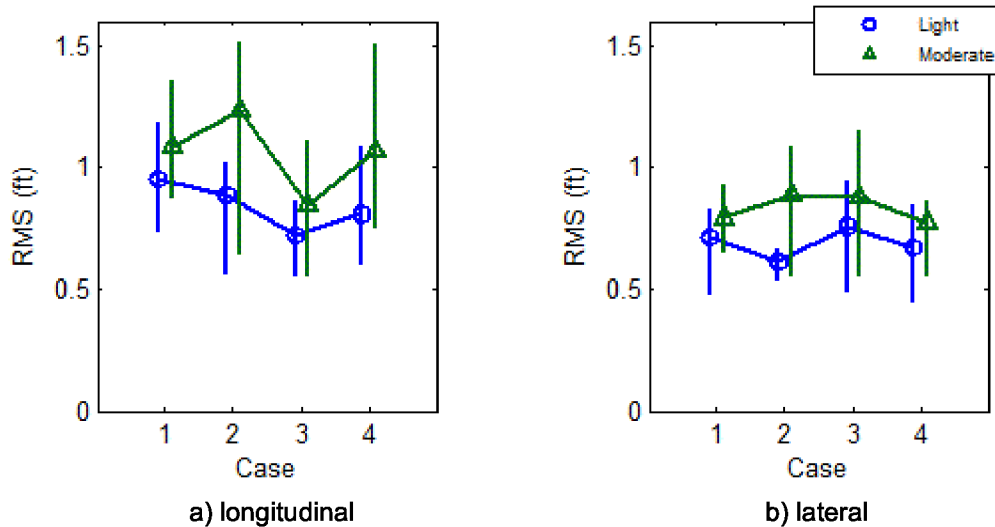 Light
Moderate
1.5
1
0.5
0
RMS (ft)
1 2 3 4
Case
a) longitudinal
1.5
1
0.5
0
RMS (ft)
1 2 3 4
Case
b) lateral